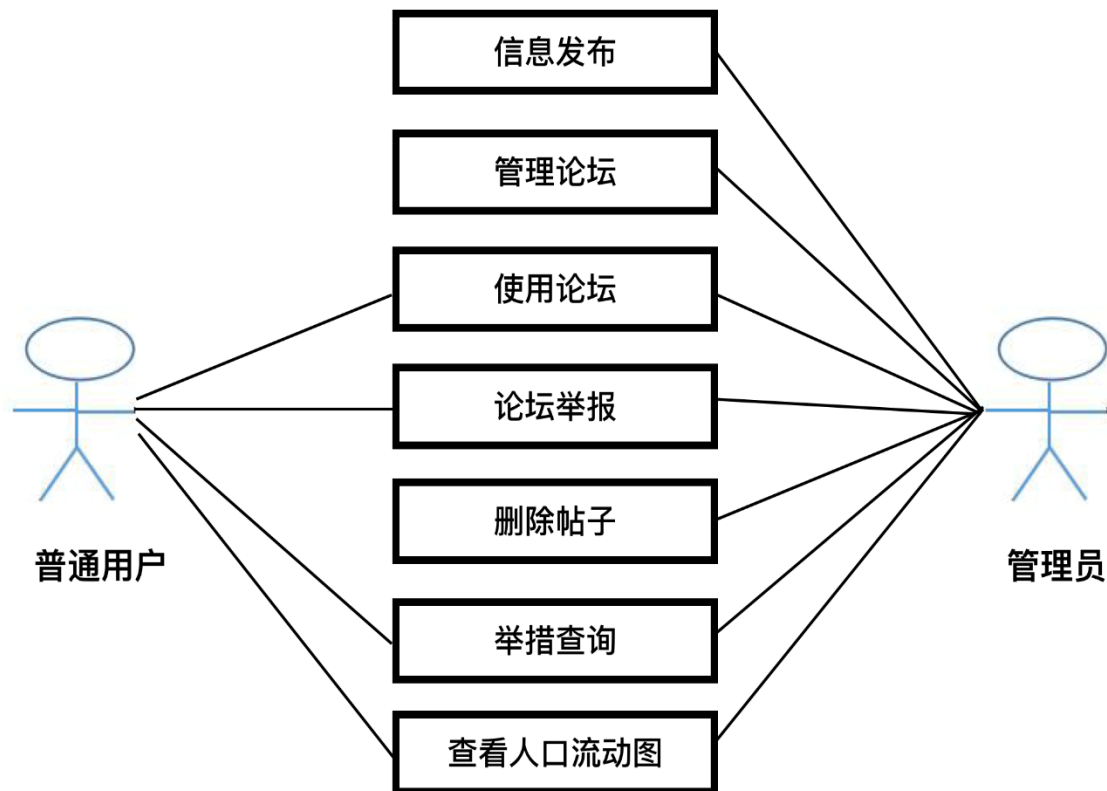 信息发布
管理论坛
使用论坛
论坛举报
删除帖子
普通用户
管理员
举措查询
查看人口流动图